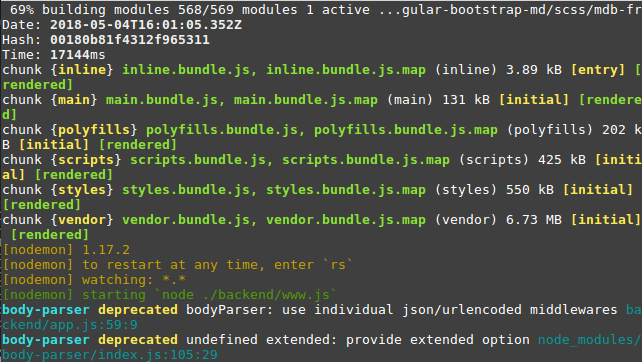 69% building modules 568/569 modules 1 active ...gular-bootstrap-md/scss/mdb-fr
Date: 2018-05-04T16:01:05.352Z
Hash: 00180b81f4312f965311
Time: 17144ms
chunk {inline} inline.bundle.js, inline.bundle.js.map (inline) 3.89 kB [entry] [
rendered]
chunk {main} main.bundle.js, main.bundle.js.map (main) 131 kB [initial] [rendere
d]
chunk {polyfills} polyfills.bundle.js, polyfills.bundle.js.map (polyfills) 202 k
B [initial] [rendered]
chunk {scripts} scripts.bundle.js, scripts.bundle.js.map (scripts) 425 kB [initi
al] [rendered]
chunk {styles} styles.bundle.js, styles.bundle.js.map (styles) 550 kB [initial]
[rendered]
chunk {vendor} vendor.bundle.js, vendor.bundle.js.map (vendor) 6.73 MB [initial]
[rendered]
[nodemon] 1.17.2
[nodemon] to restart at any time, enter `rs`
[nodemon] watching: *.*
[nodemon] starting `node ./backend/www.js`
body-parser deprecated bodyParser: use individual json/urlencoded middlewares ba
ckend/app.js:59:9
body-parser deprecated undefined extended: provide extended option node_modules/
body-parser/index.js:105:29